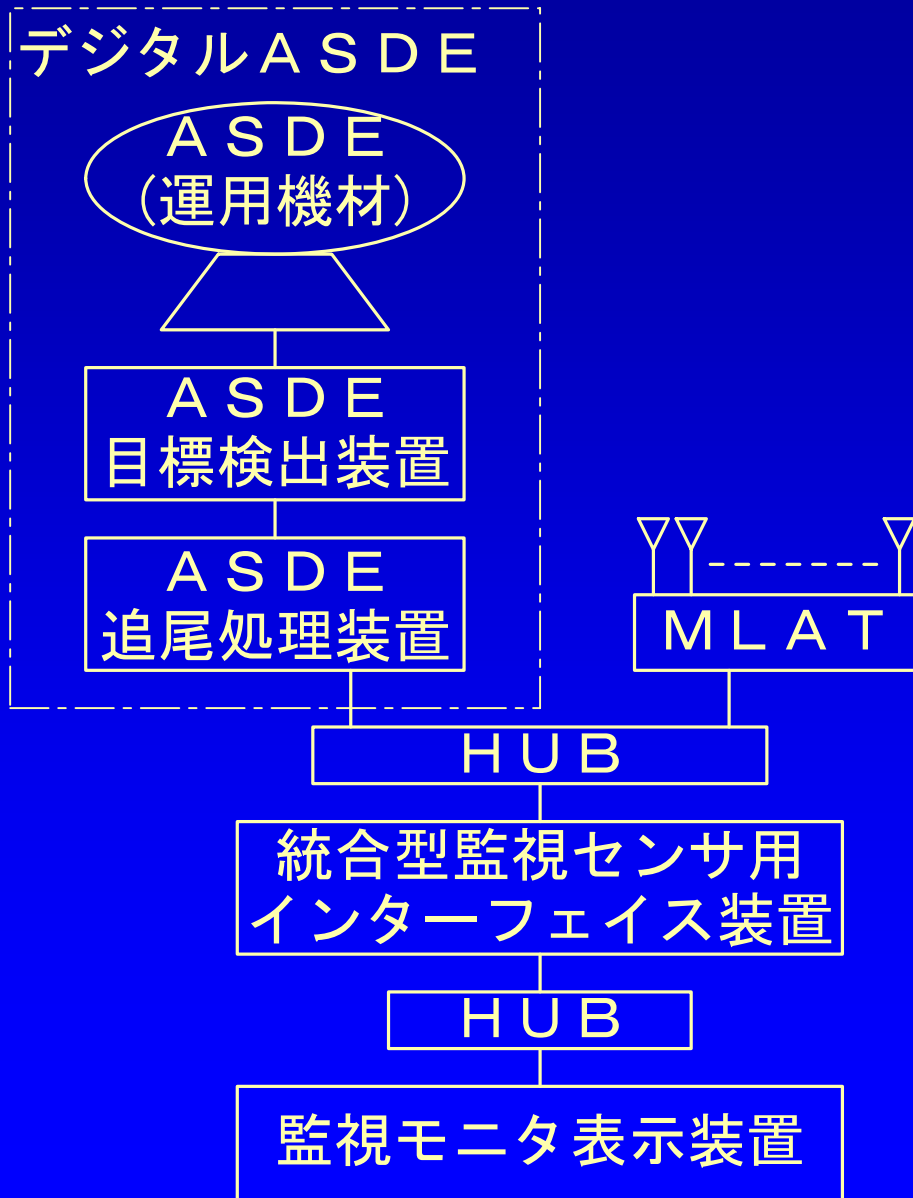 デジタルＡＳＤＥ
ＡＳＤＥ
（運用機材）
ＡＳＤＥ
目標検出装置
ＡＳＤＥ
追尾処理装置
ＭＬＡＴ
ＨＵＢ
統合型監視センサ用
インターフェイス装置
ＨＵＢ
監視モニタ表示装置